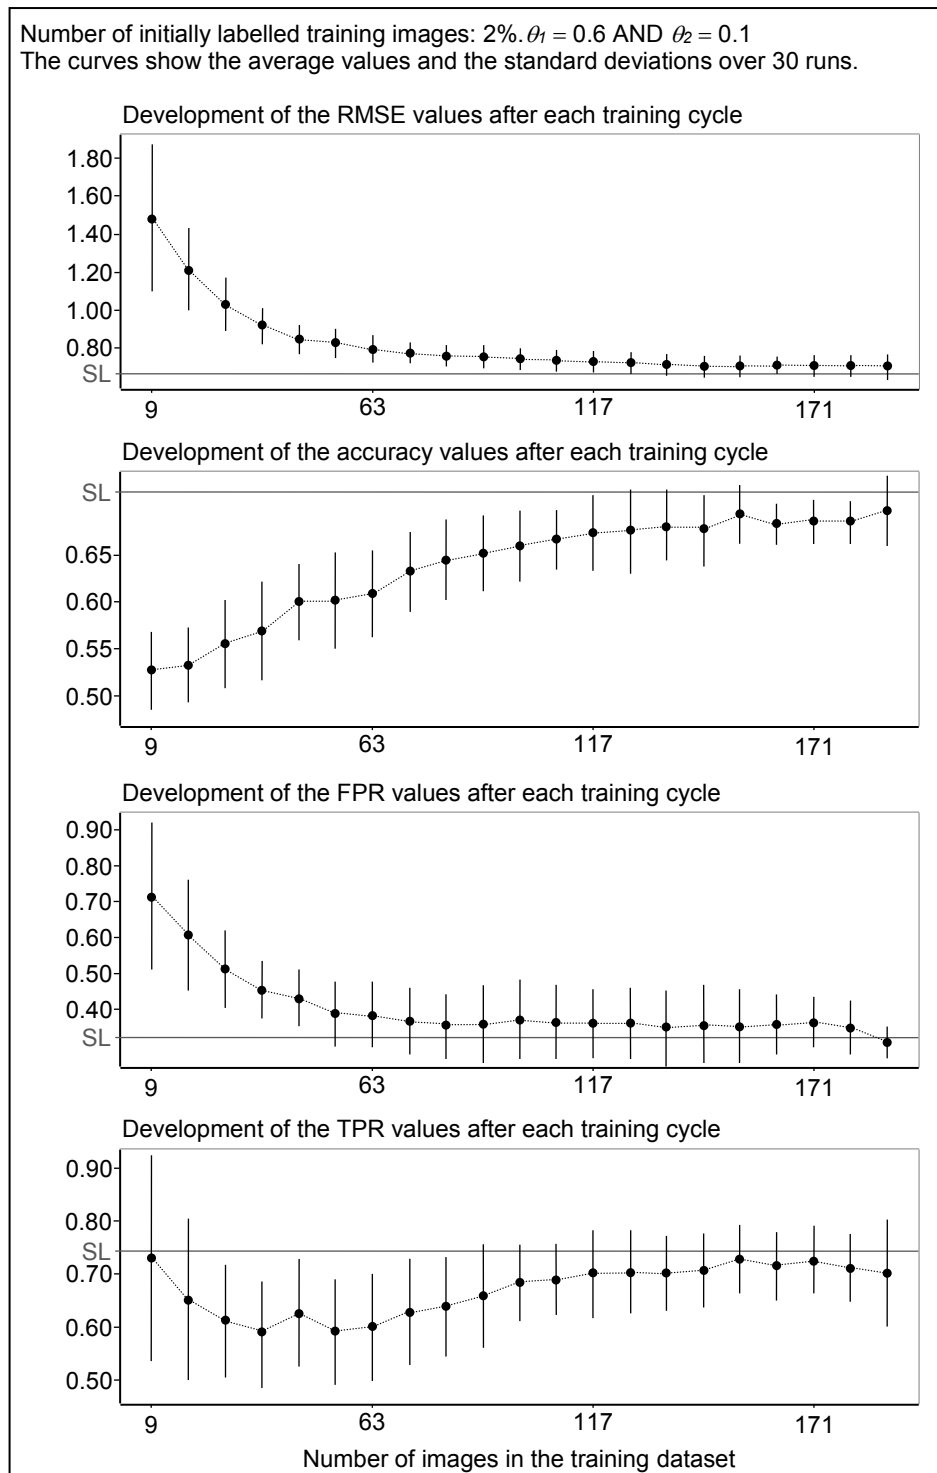 Number of initially labelled training images: 2%. θ1 = 0.6 AND θ2 = 0.1
The curves show the average values and the standard deviations over 30 runs.
Development of the RMSE values after each training cycle
1.80
1.60
1.40
1.20
1.00
0.80
SL
9 63 117 171
Development of the accuracy values after each training cycle
SL
0.65
0.60
0.55
0.50
9 63 117 171
Development of the FPR values after each training cycle
0.90
0.80
0.70
0.60
0.50
0.40
SL
9 63 117 171
Development of the TPR values after each training cycle
0.90
0.80
SL
0.70
0.60
0.50
9 63 117 171
Number of images in the training dataset